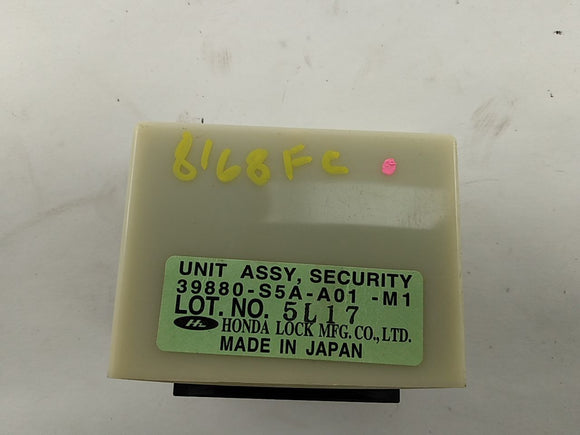 8168FC
UNIT ASSY, SECURITY
39880-S5A-A01 -M1
LOT. NO. 5L17
HL HONDA LOCK MFG. CO., LTD.
MADE IN JAPAN